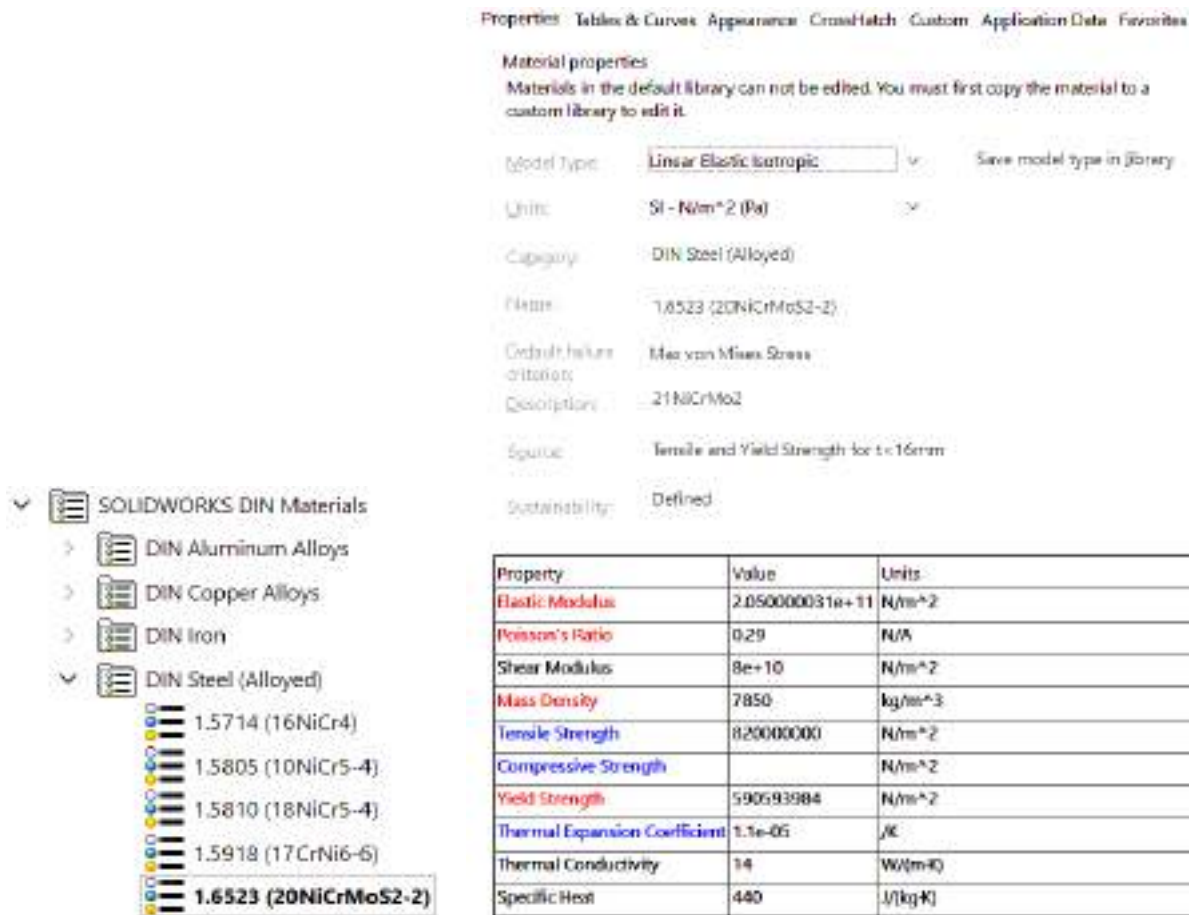 Properties Tables & Curves Appearance CrossHatch Custom Application Data Favorites
Material properties
Materials in the default library can not be edited. You must first copy the material to a
custom library to edit it.
Model Type: Linear Elastic Isotropic Save model type in library
Units: SI - N/m^2 (Pa)
Category: DIN Steel (Alloyed)
Name: 1.6523 (20NiCrMoS2-2)
Default failure
criterion: Max von Mises Stress
Description: 21NiCrMo2
Source: Tensile and Yield Strength for t<16mm
Sustainability: Defined
SOLIDWORKS DIN Materials
DIN Aluminum Alloys
DIN Copper Alloys
DIN Iron
DIN Steel (Alloyed)
1.5714 (16NiCr4)
1.5805 (10NiCr5-4)
1.5810 (18NiCr5-4)
1.5918 (17CrNi6-6)
1.6523 (20NiCrMoS2-2)
Property Value Units
Elastic Modulus 2.050000031e+11 N/m^2
Poisson's Ratio 0.29 N/A
Shear Modulus 8e+10 N/m^2
Mass Density 7850 kg/m^3
Tensile Strength 820000000 N/m^2
Compressive Strength N/m^2
Yield Strength 590593984 N/m^2
Thermal Expansion Coefficient 1.1e-05 /K
Thermal Conductivity 14 W/(m·K)
Specific Heat 440 J/(kg·K)